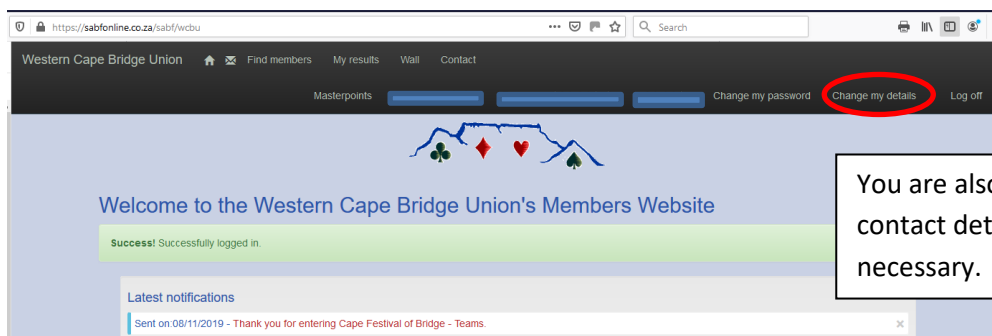 https://sabfonline.co.za/sabf/wcbu Search
Western Cape Bridge Union Find members My results Wall Contact
Masterpoints Change my password Change my details Log off
Welcome to the Western Cape Bridge Union's Members Website
Success! Successfully logged in.
You are also
contact det
necessary.
Latest notifications
Sent on:08/11/2019 - Thank you for entering Cape Festival of Bridge - Teams.